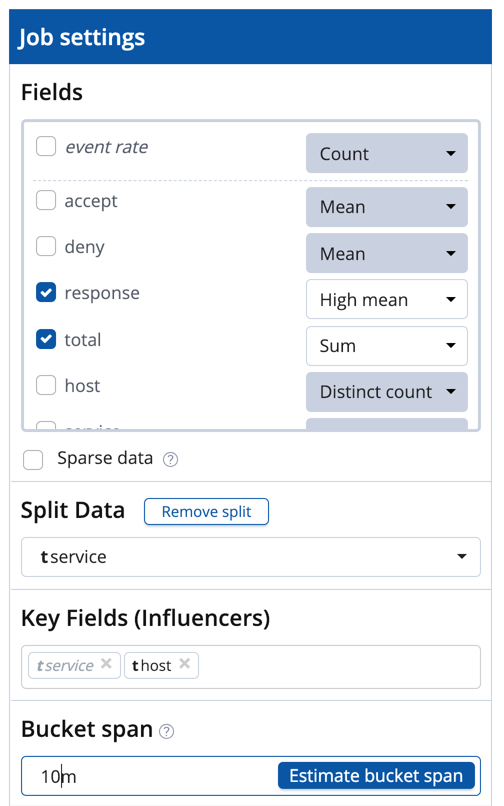 Job settings
Fields
event rate Count
accept Mean
deny Mean
response High mean
total Sum
host Distinct count
Sparse data ?
Split Data Remove split
t service
Key Fields (Influencers)
t service × t host ×
Bucket span ?
10m Estimate bucket span